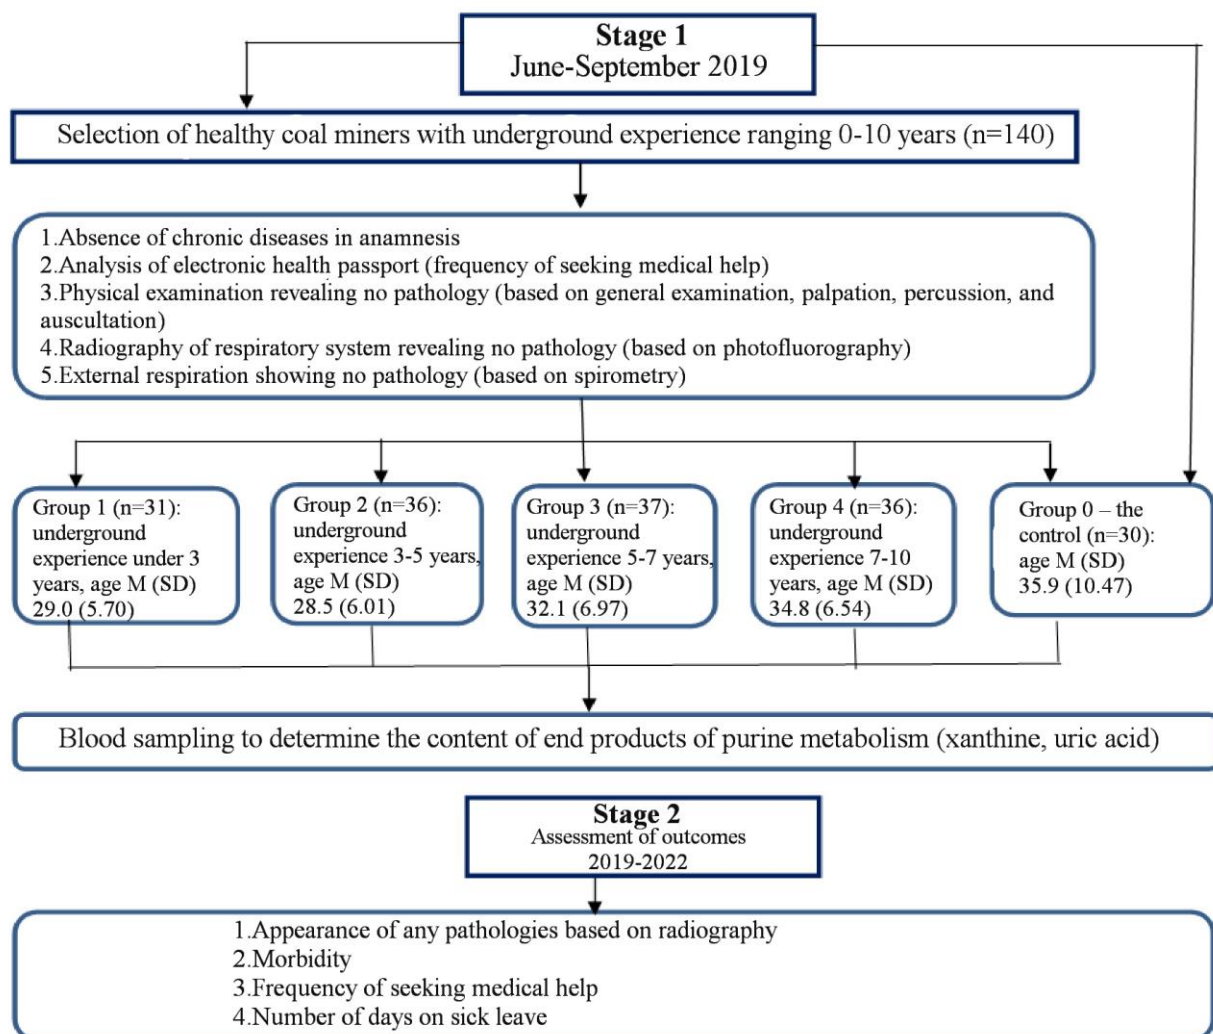 Stage 1
June-September 2019
Selection of healthy coal miners with underground experience ranging 0-10 years (n=140)
1.Absence of chronic diseases in anamnesis
2.Analysis of electronic health passport (frequency of seeking medical help)
3.Physical examination revealing no pathology (based on general examination, palpation, percussion, and
auscultation)
4.Radiography of respiratory system revealing no pathology (based on photofluorography)
5.External respiration showing no pathology (based on spirometry)
Group 1 (n=31):
underground
experience under 3
years, age M (SD)
29.0 (5.70)
Group 2 (n=36):
underground
experience 3-5 years,
age M (SD)
28.5 (6.01)
Group 3 (n=37):
underground
experience 5-7 years,
age M (SD)
32.1 (6.97)
Group 4 (n=36):
underground
experience 7-10
years, age M (SD)
34.8 (6.54)
Group 0 – the
control (n=30):
age M (SD)
35.9 (10.47)
Blood sampling to determine the content of end products of purine metabolism (xanthine, uric acid)
Stage 2
Assessment of outcomes
2019-2022
1.Appearance of any pathologies based on radiography
2.Morbidity
3.Frequency of seeking medical help
4.Number of days on sick leave